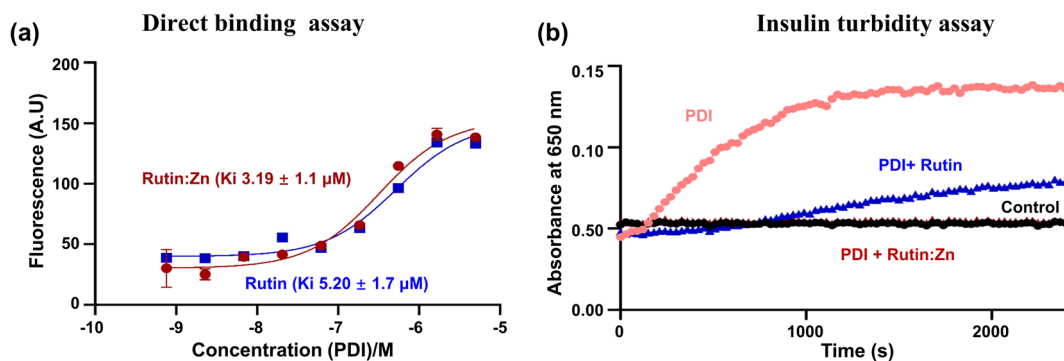 (a)
Direct binding assay
200
150
100
50
0
Fluorescence (A.U)
Rutin:Zn (Ki 3.19 ± 1.1 µM)
Rutin (Ki 5.20 ± 1.7 µM)
-10
-9
-8
-7
-6
-5
Concentration (PDI)/M
(b)
Insulin turbidity assay
0.15
0.10
0.50
0.00
Absorbance at 650 nm
PDI
PDI+ Rutin
Control
PDI + Rutin:Zn
0
1000
2000
Time (s)